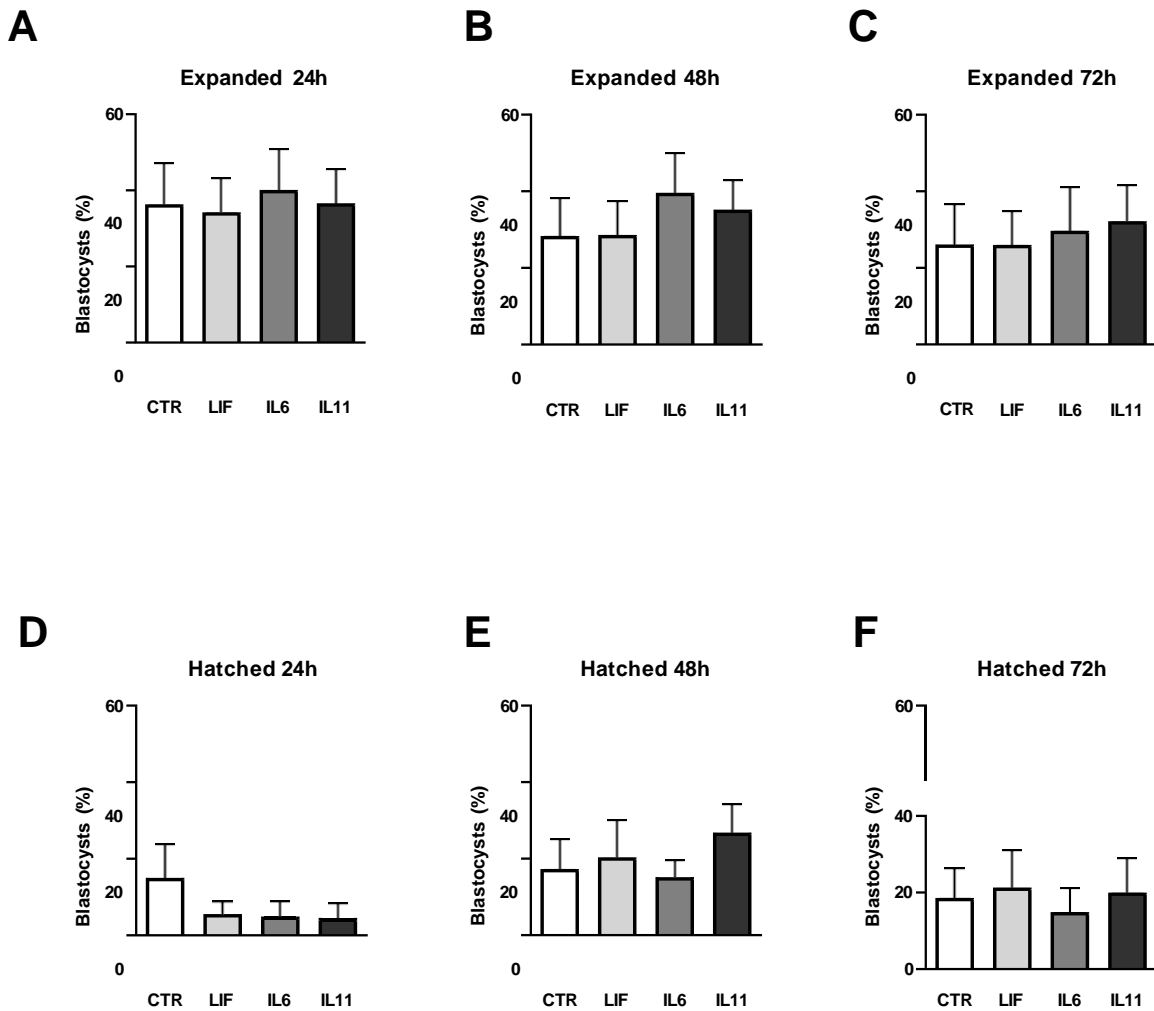 A
B
C
Expanded 24h
Expanded 48h
Expanded 72h
60
40
20
0
Blastocysts (%)
CTR LIF IL6 IL11
60
40
20
0
Blastocysts (%)
CTR LIF IL6 IL11
60
40
20
0
Blastocysts (%)
CTR LIF IL6 IL11
D
E
F
Hatched 24h
Hatched 48h
Hatched 72h
60
40
20
0
Blastocysts (%)
CTR LIF IL6 IL11
60
40
20
0
Blastocysts (%)
CTR LIF IL6 IL11
60
40
20
0
Blastocysts (%)
CTR LIF IL6 IL11